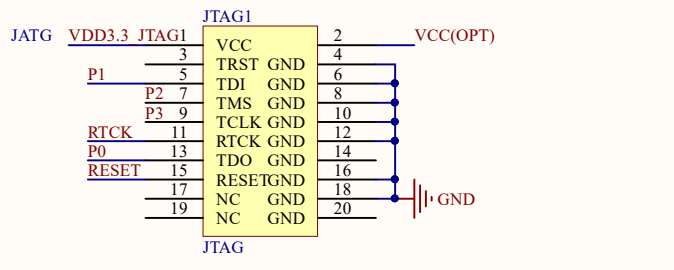 JTAG1
JATG VDD3.3 JTAG1 VCC 2 VCC(OPT)
3 TRST GND 4
P1 5 TDI GND 6
P2 7 TMS GND 8
P3 9 TCLK GND 10
RTCK 11 RTCK GND 12
P0 13 TDO GND 14
RESET 15 RESET GND 16
17 NC GND 18 GND
19 NC GND 20
JTAG